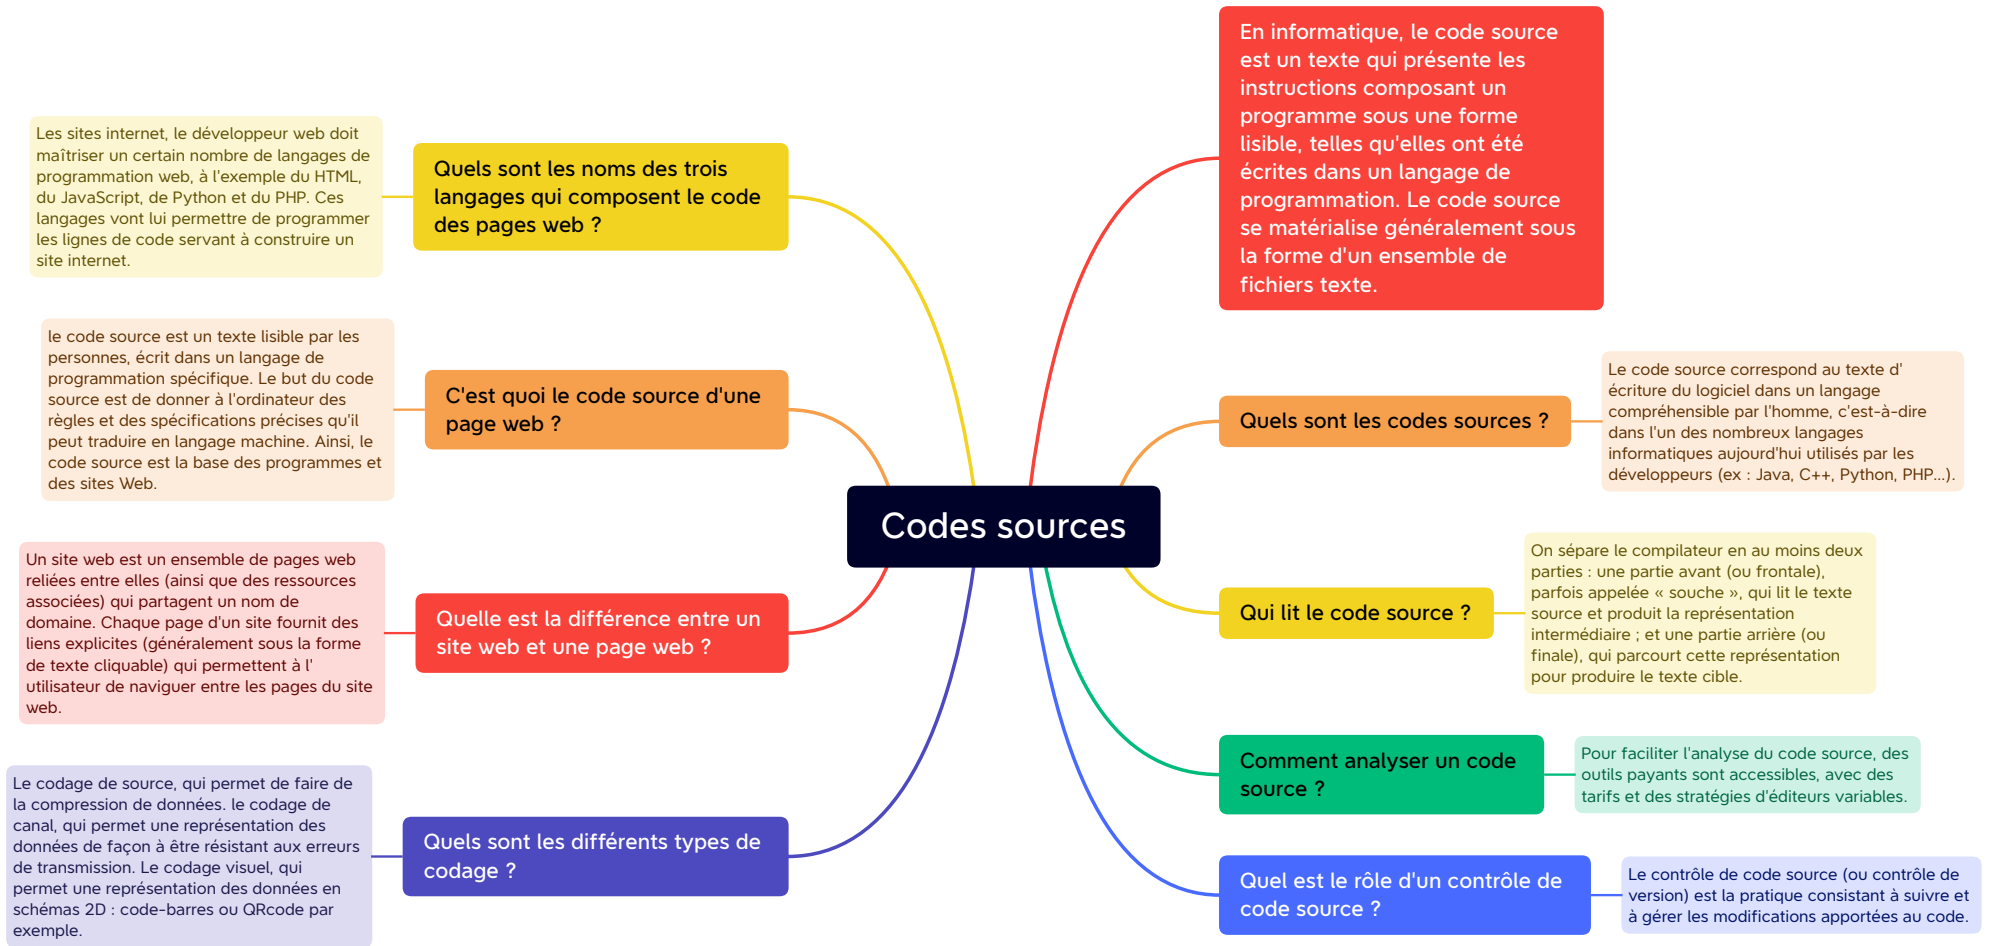 Codes sources
En informatique, le code source
est un texte qui présente les
instructions composant un
programme sous une forme
lisible, telles qu'elles ont été
écrites dans un langage de
programmation. Le code source
se matérialise généralement sous
la forme d'un ensemble de
fichiers texte.
Quels sont les codes sources ?
Le code source correspond au texte d'
écriture du logiciel dans un langage
compréhensible par l'homme, c'est-à-dire
dans l'un des nombreux langages
informatiques aujourd'hui utilisés par les
développeurs (ex : Java, C++, Python, PHP...).
Qui lit le code source ?
On sépare le compilateur en au moins deux
parties : une partie avant (ou frontale),
parfois appelée « souche », qui lit le texte
source et produit la représentation
intermédiaire ; et une partie arrière (ou
finale), qui parcourt cette représentation
pour produire le texte cible.
Comment analyser un code
source ?
Pour faciliter l'analyse du code source, des
outils payants sont accessibles, avec des
tarifs et des stratégies d'éditeurs variables.
Quel est le rôle d'un contrôle de
code source ?
Le contrôle de code source (ou contrôle de
version) est la pratique consistant à suivre et
à gérer les modifications apportées au code.
Quels sont les noms des trois
langages qui composent le code
des pages web ?
Les sites internet, le développeur web doit
maîtriser un certain nombre de langages de
programmation web, à l'exemple du HTML,
du JavaScript, de Python et du PHP. Ces
langages vont lui permettre de programmer
les lignes de code servant à construire un
site internet.
C'est quoi le code source d'une
page web ?
le code source est un texte lisible par les
personnes, écrit dans un langage de
programmation spécifique. Le but du code
source est de donner à l'ordinateur des
règles et des spécifications précises qu'il
peut traduire en langage machine. Ainsi, le
code source est la base des programmes et
des sites Web.
Quelle est la différence entre un
site web et une page web ?
Un site web est un ensemble de pages web
reliées entre elles (ainsi que des ressources
associées) qui partagent un nom de
domaine. Chaque page d'un site fournit des
liens explicites (généralement sous la forme
de texte cliquable) qui permettent à l'
utilisateur de naviguer entre les pages du site
web.
Quels sont les différents types de
codage ?
Le codage de source, qui permet de faire de
la compression de données. le codage de
canal, qui permet une représentation des
données de façon à être résistant aux erreurs
de transmission. Le codage visuel, qui
permet une représentation des données en
schémas 2D : code-barres ou QRcode par
exemple.